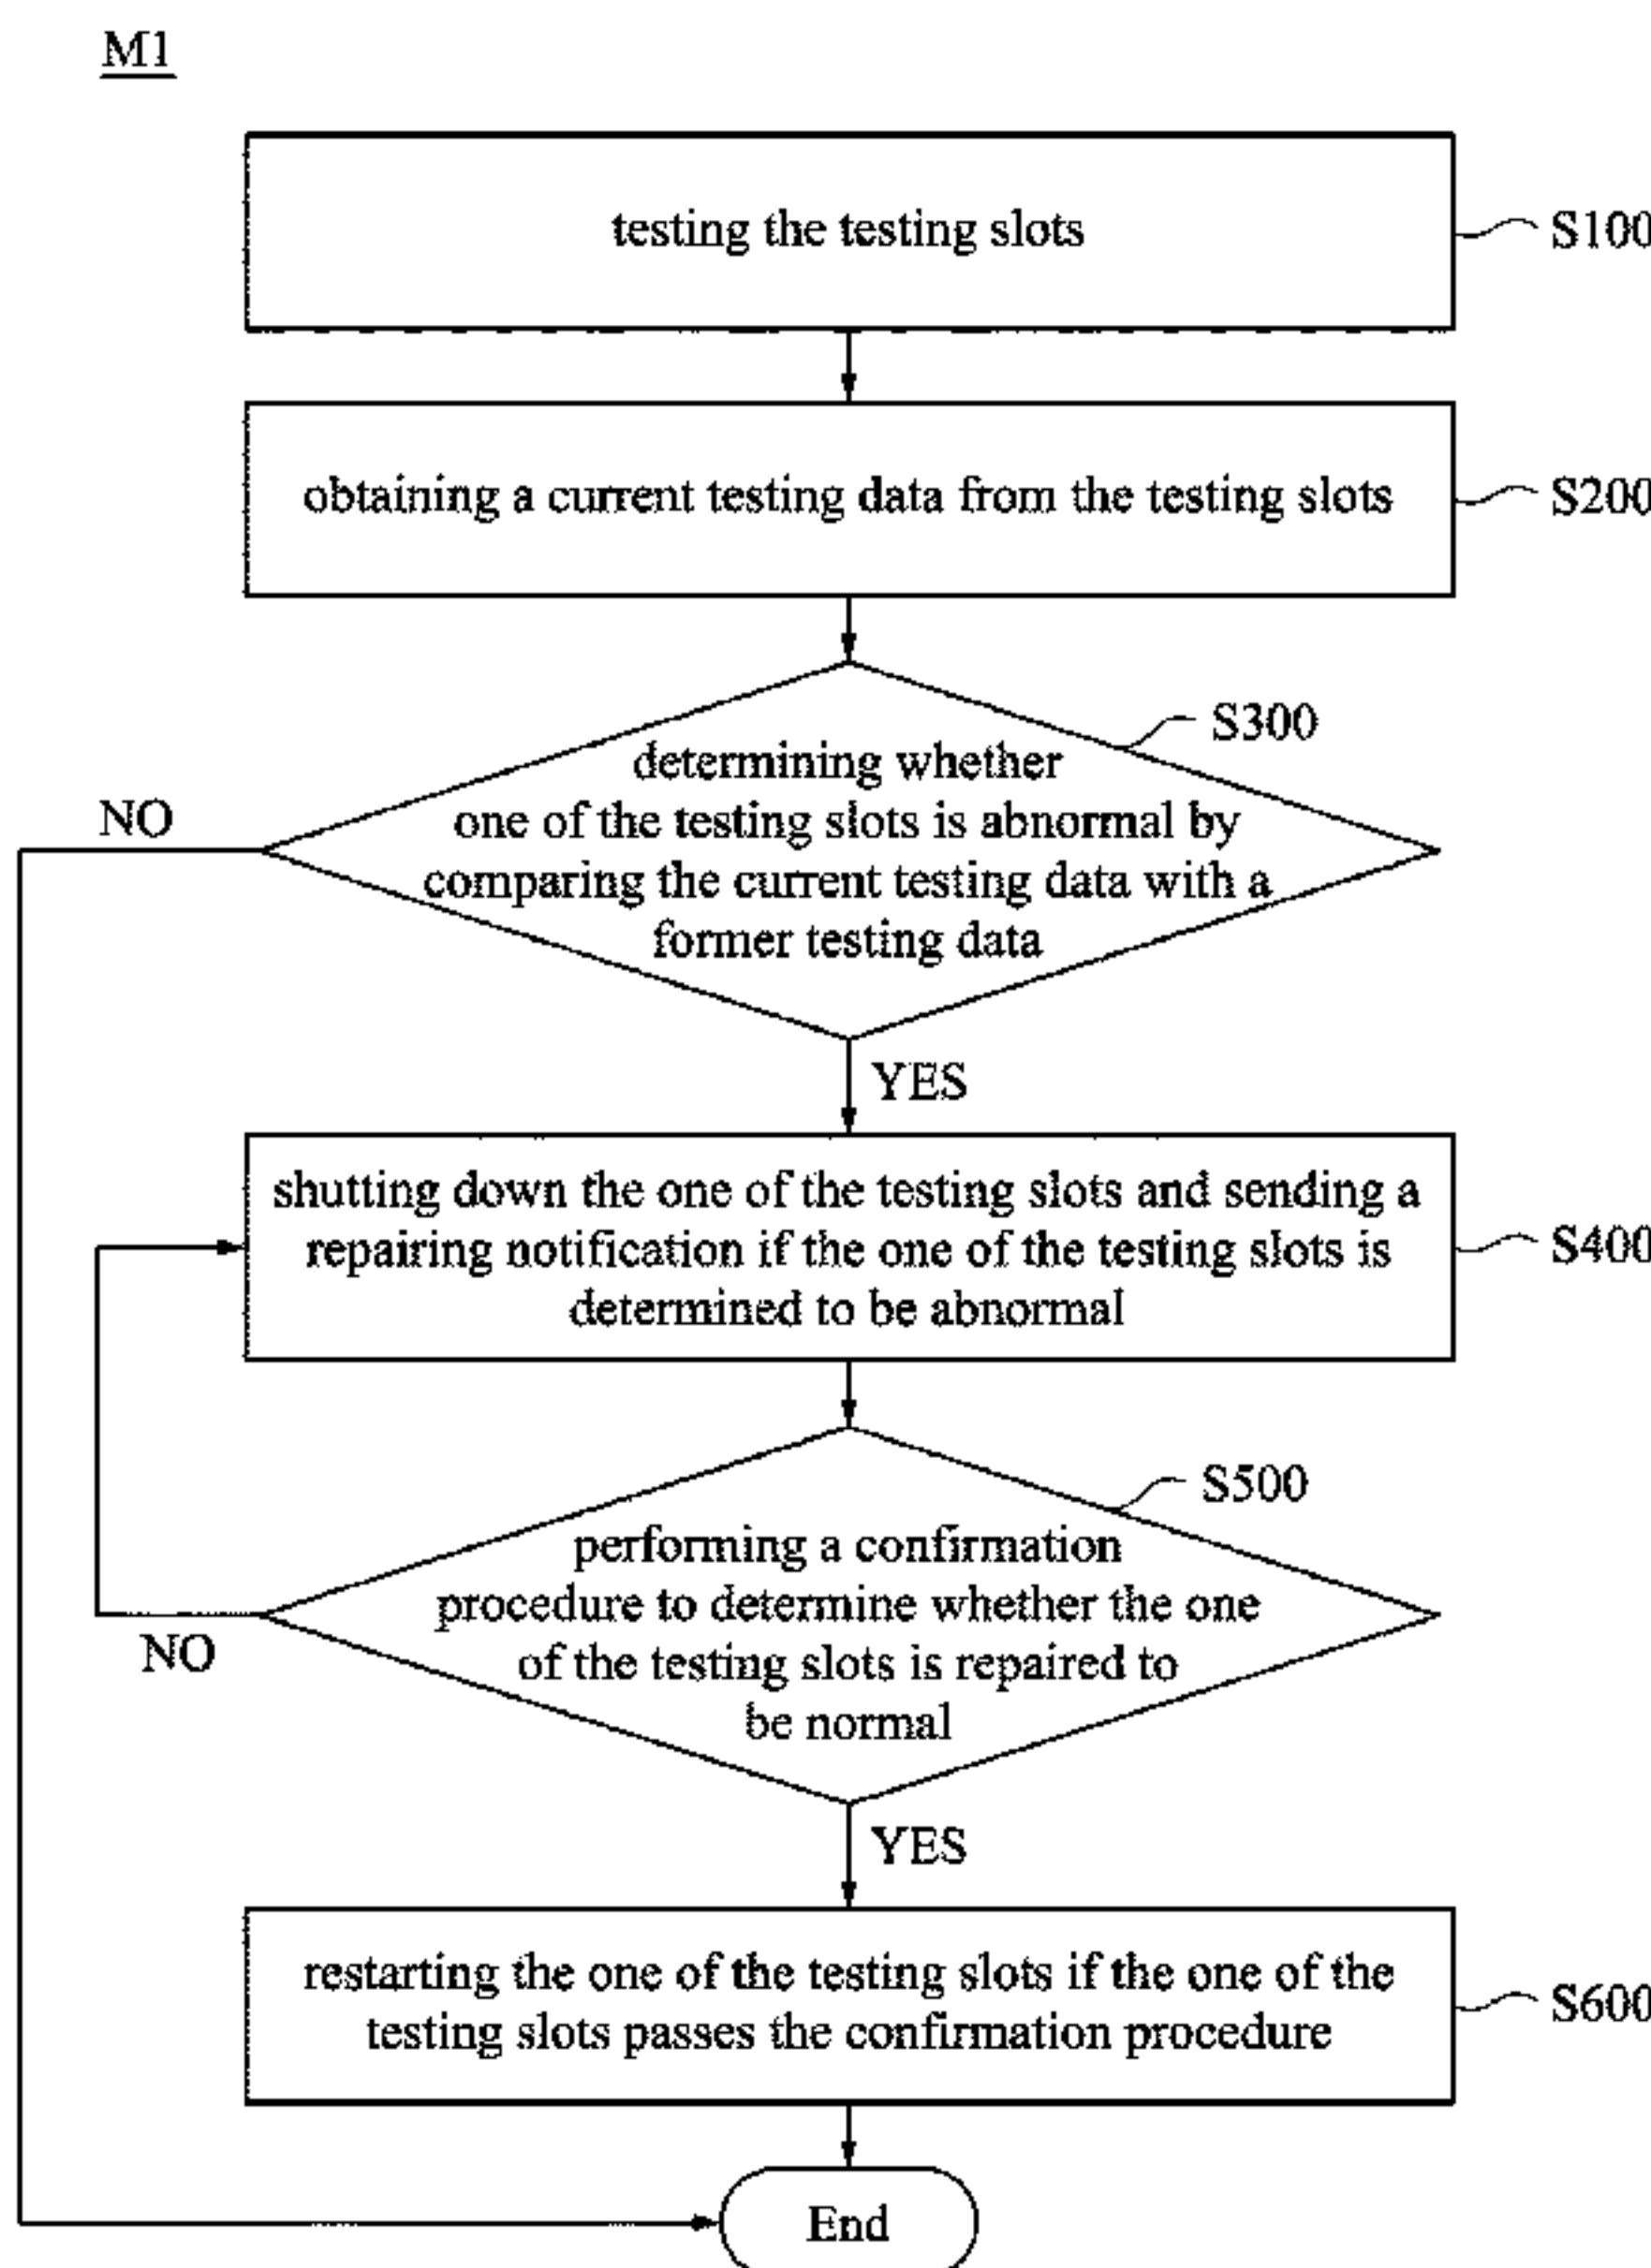 M1
testing the testing slots
S100
obtaining a current testing data from the testing slots
S200
S300
determining whether
one of the testing slots is abnormal by
comparing the current testing data with a
former testing data
NO
YES
shutting down the one of the testing slots and sending a
repairing notification if the one of the testing slots is
determined to be abnormal
S400
S500
performing a confirmation
procedure to determine whether the one
of the testing slots is repaired to
be normal
NO
YES
restarting the one of the testing slots if the one of the
testing slots passes the confirmation procedure
S600
End